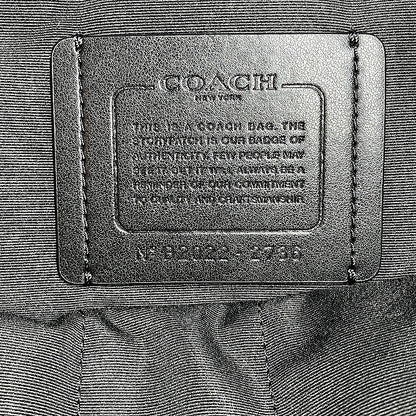 COACH
NEW YORK
THIS IS A COACH BAG. THE
STORYPATCH IS OUR BADGE OF
AUTHENTICITY. FEW PEOPLE MAY
SEE IT, BUT IT WILL ALWAYS BE A
REMINDER OF OUR COMMITMENT
TO QUALITY AND CRAFTSMANSHIP.
Nº